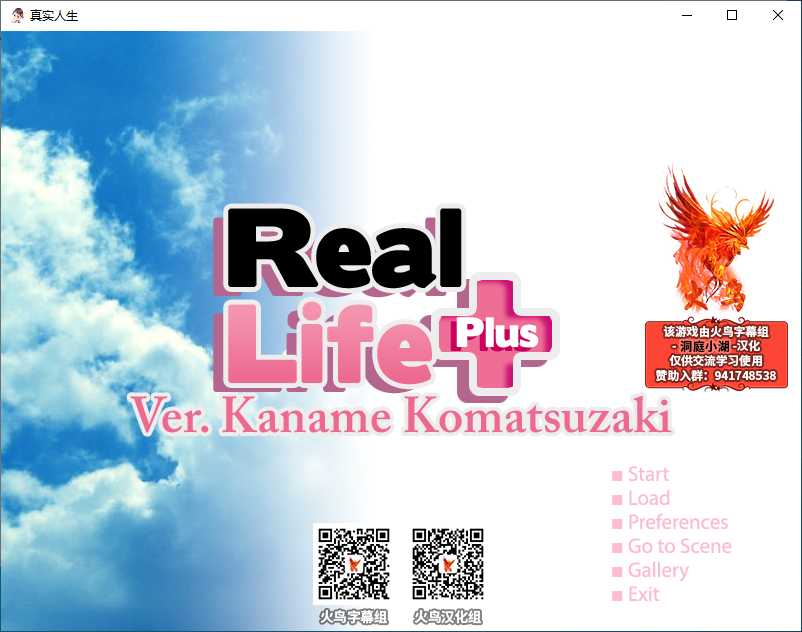 真实人生
Real
Life
Plus
Ver. Kaname Komatsuzaki
该游戏由火鸟字幕组
- 洞庭小湖 -汉化
仅供交流学习使用
赞助入群：941748538
Start
Load
Preferences
Go to Scene
Gallery
Exit
火鸟字幕组
火鸟汉化组